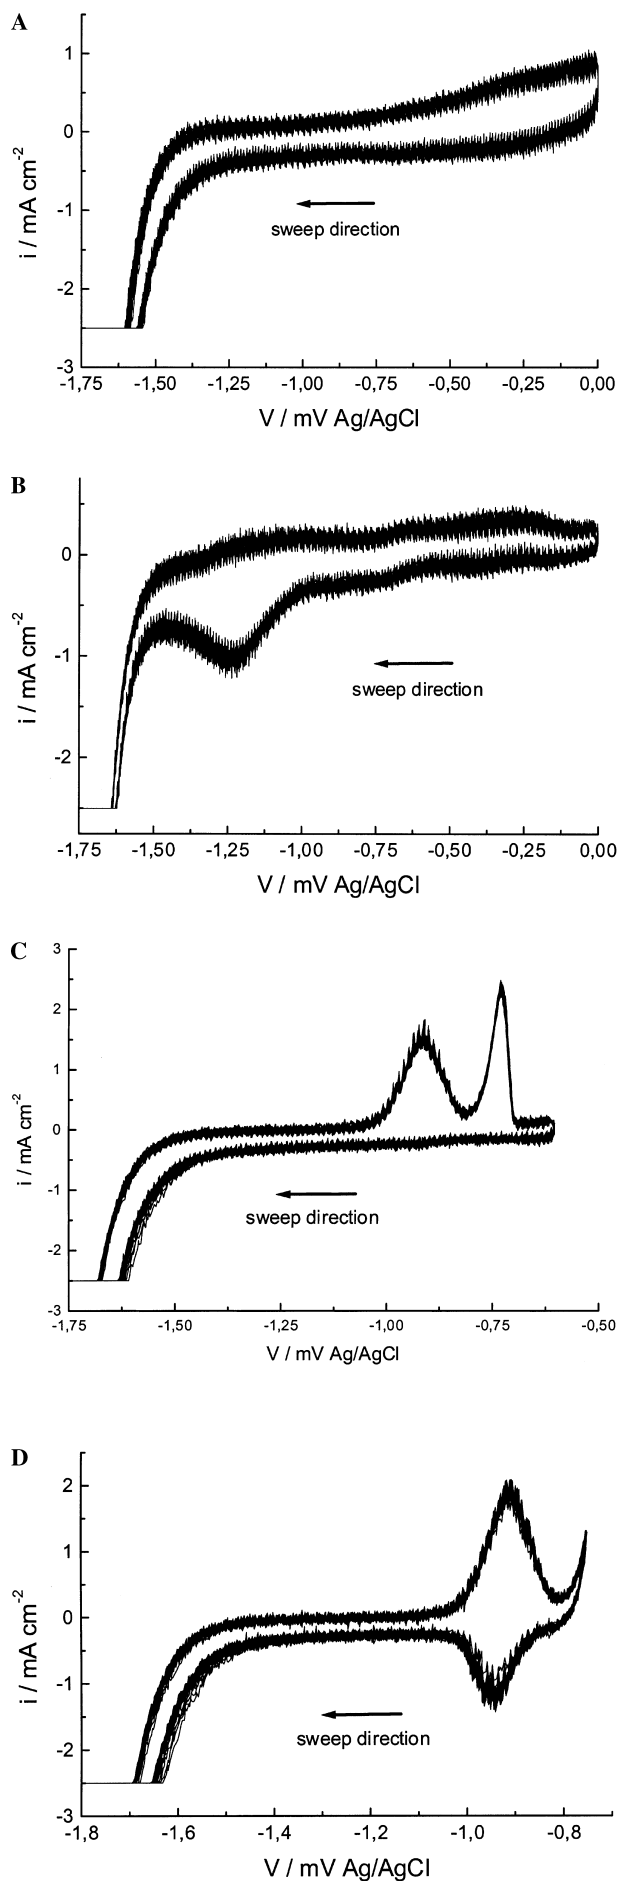 A
1
0
-1
-2
-3
i / mA cm-2
sweep direction
-1,75 -1,50 -1,25 -1,00 -0,75 -0,50 -0,25 0,00
V / mV Ag/AgCl
B
0
-1
-2
i / mA cm-2
sweep direction
-1,75 -1,50 -1,25 -1,00 -0,75 -0,50 -0,25 0,00
V / mV Ag/AgCl
C
3
2
1
0
-1
-2
-3
i / mA cm-2
sweep direction
-1,75 -1,50 -1,25 -1,00 -0,75 -0,50
V / mV Ag/AgCl
D
2
1
0
-1
-2
-3
i / mA cm-2
sweep direction
-1,8 -1,6 -1,4 -1,2 -1,0 -0,8
V / mV Ag/AgCl